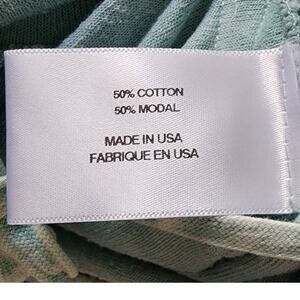 50% COTTON
50% MODAL
MADE IN USA
FABRIQUE EN USA